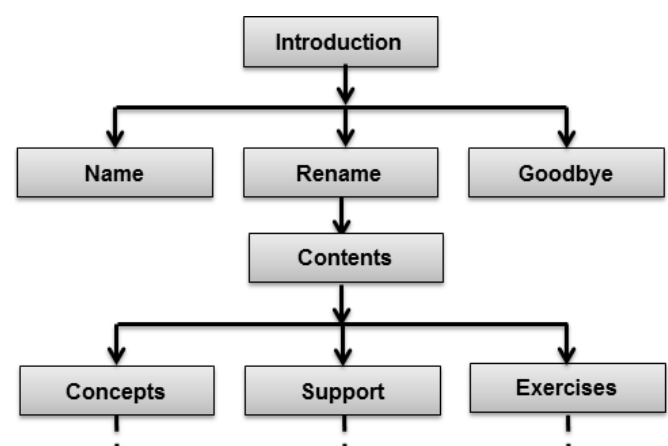 Introduction
Name
Rename
Goodbye
Contents
Concepts
Support
Exercises